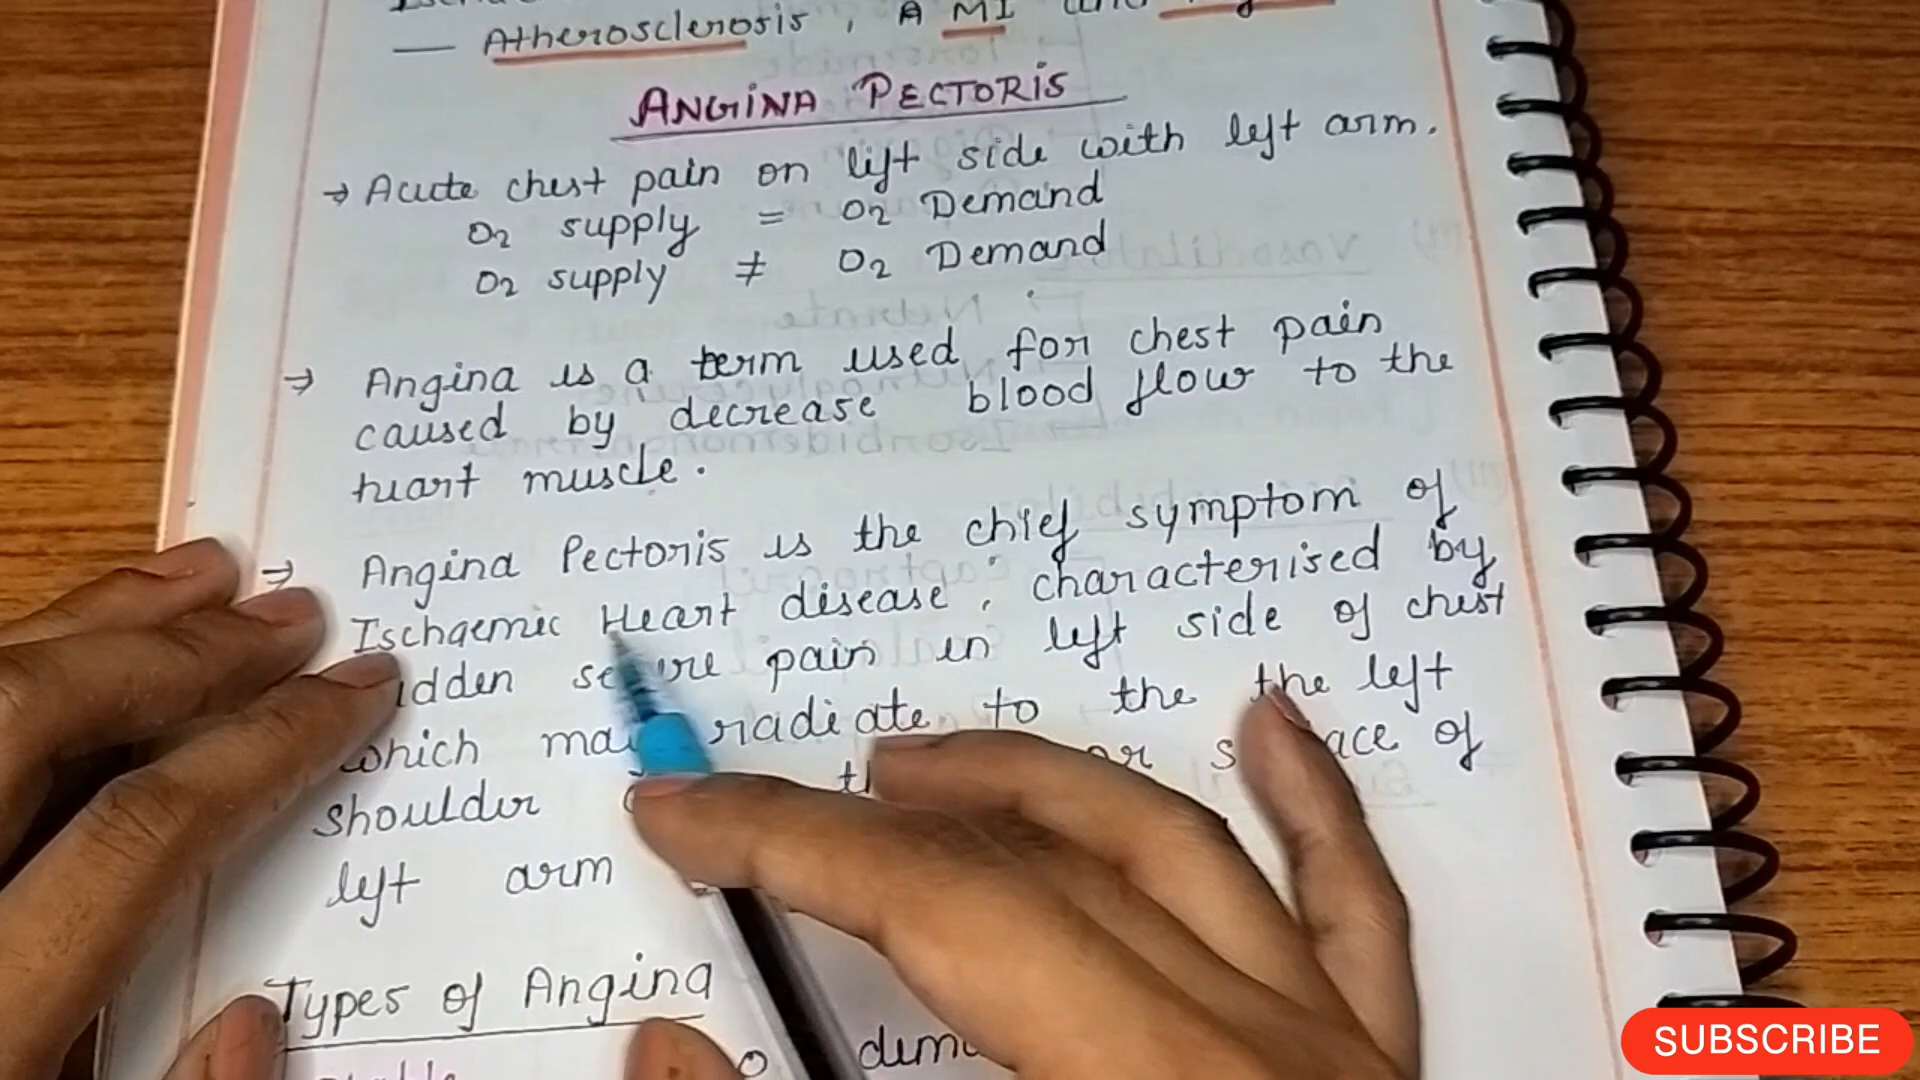 — Atherosclerosis, A MI
ANGINA PECTORIS
→ Acute chest pain on left side with left arm.
O2 supply = O2 Demand
O2 supply ≠ O2 Demand
→ Angina is a term used for chest pain
caused by decrease blood flow to the
heart muscle.
→ Angina Pectoris is the chief symptom of
Ischaemic Heart disease, characterised by
pain in left side of chest
which may radiate to the the left
shoulder of
left arm
Types of Angina
SUBSCRIBE